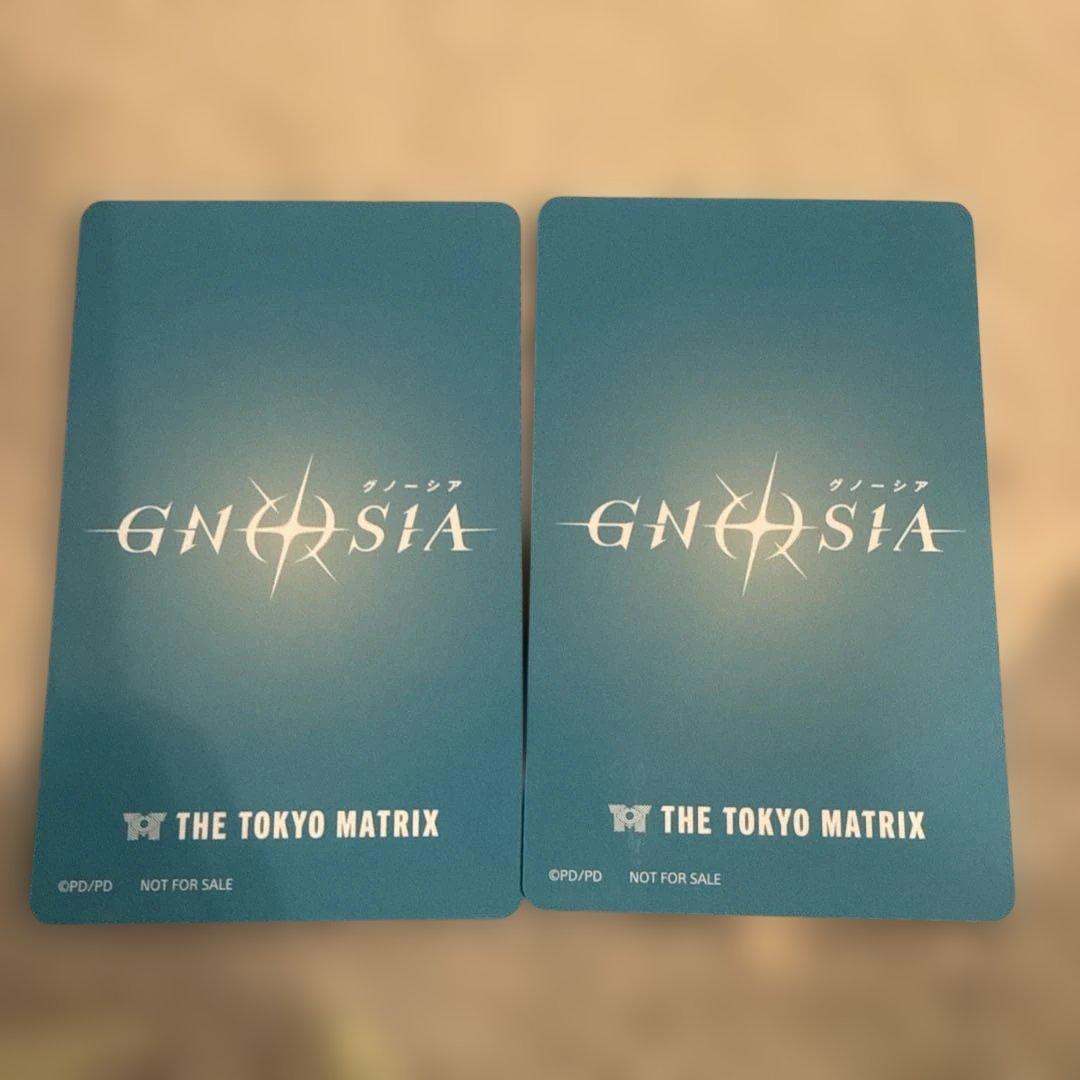 グノーシア
GNOSIA
THE TOKYO MATRIX
©PD/PD NOT FOR SALE
グノーシア
GNOSIA
THE TOKYO MATRIX
©PD/PD NOT FOR SALE